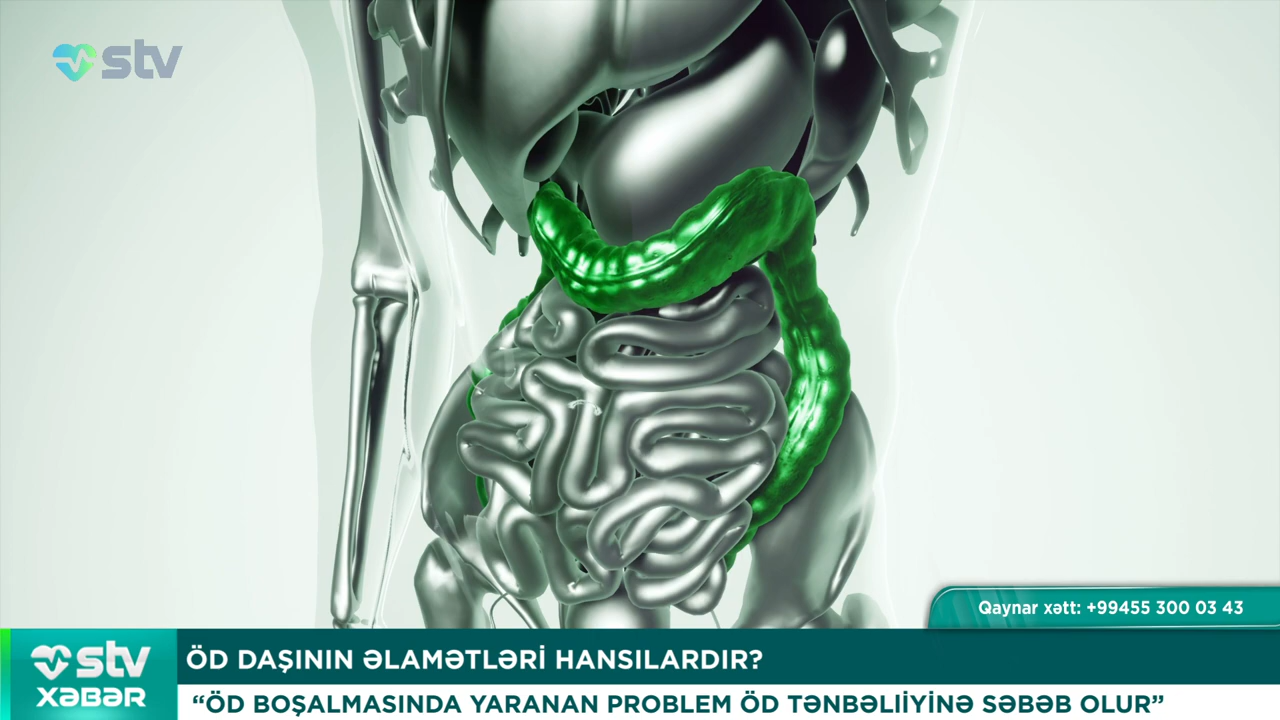 stv
Qaynar xətt: +99455 300 03 43
stv
XƏBƏR
ÖD DAŞININ ƏLAMƏTLƏRİ HANSILARDIR?
“ÖD BOŞALMASINDA YARANAN PROBLEM ÖD TƏNBƏLİİYİNƏ SƏBƏB OLUR”